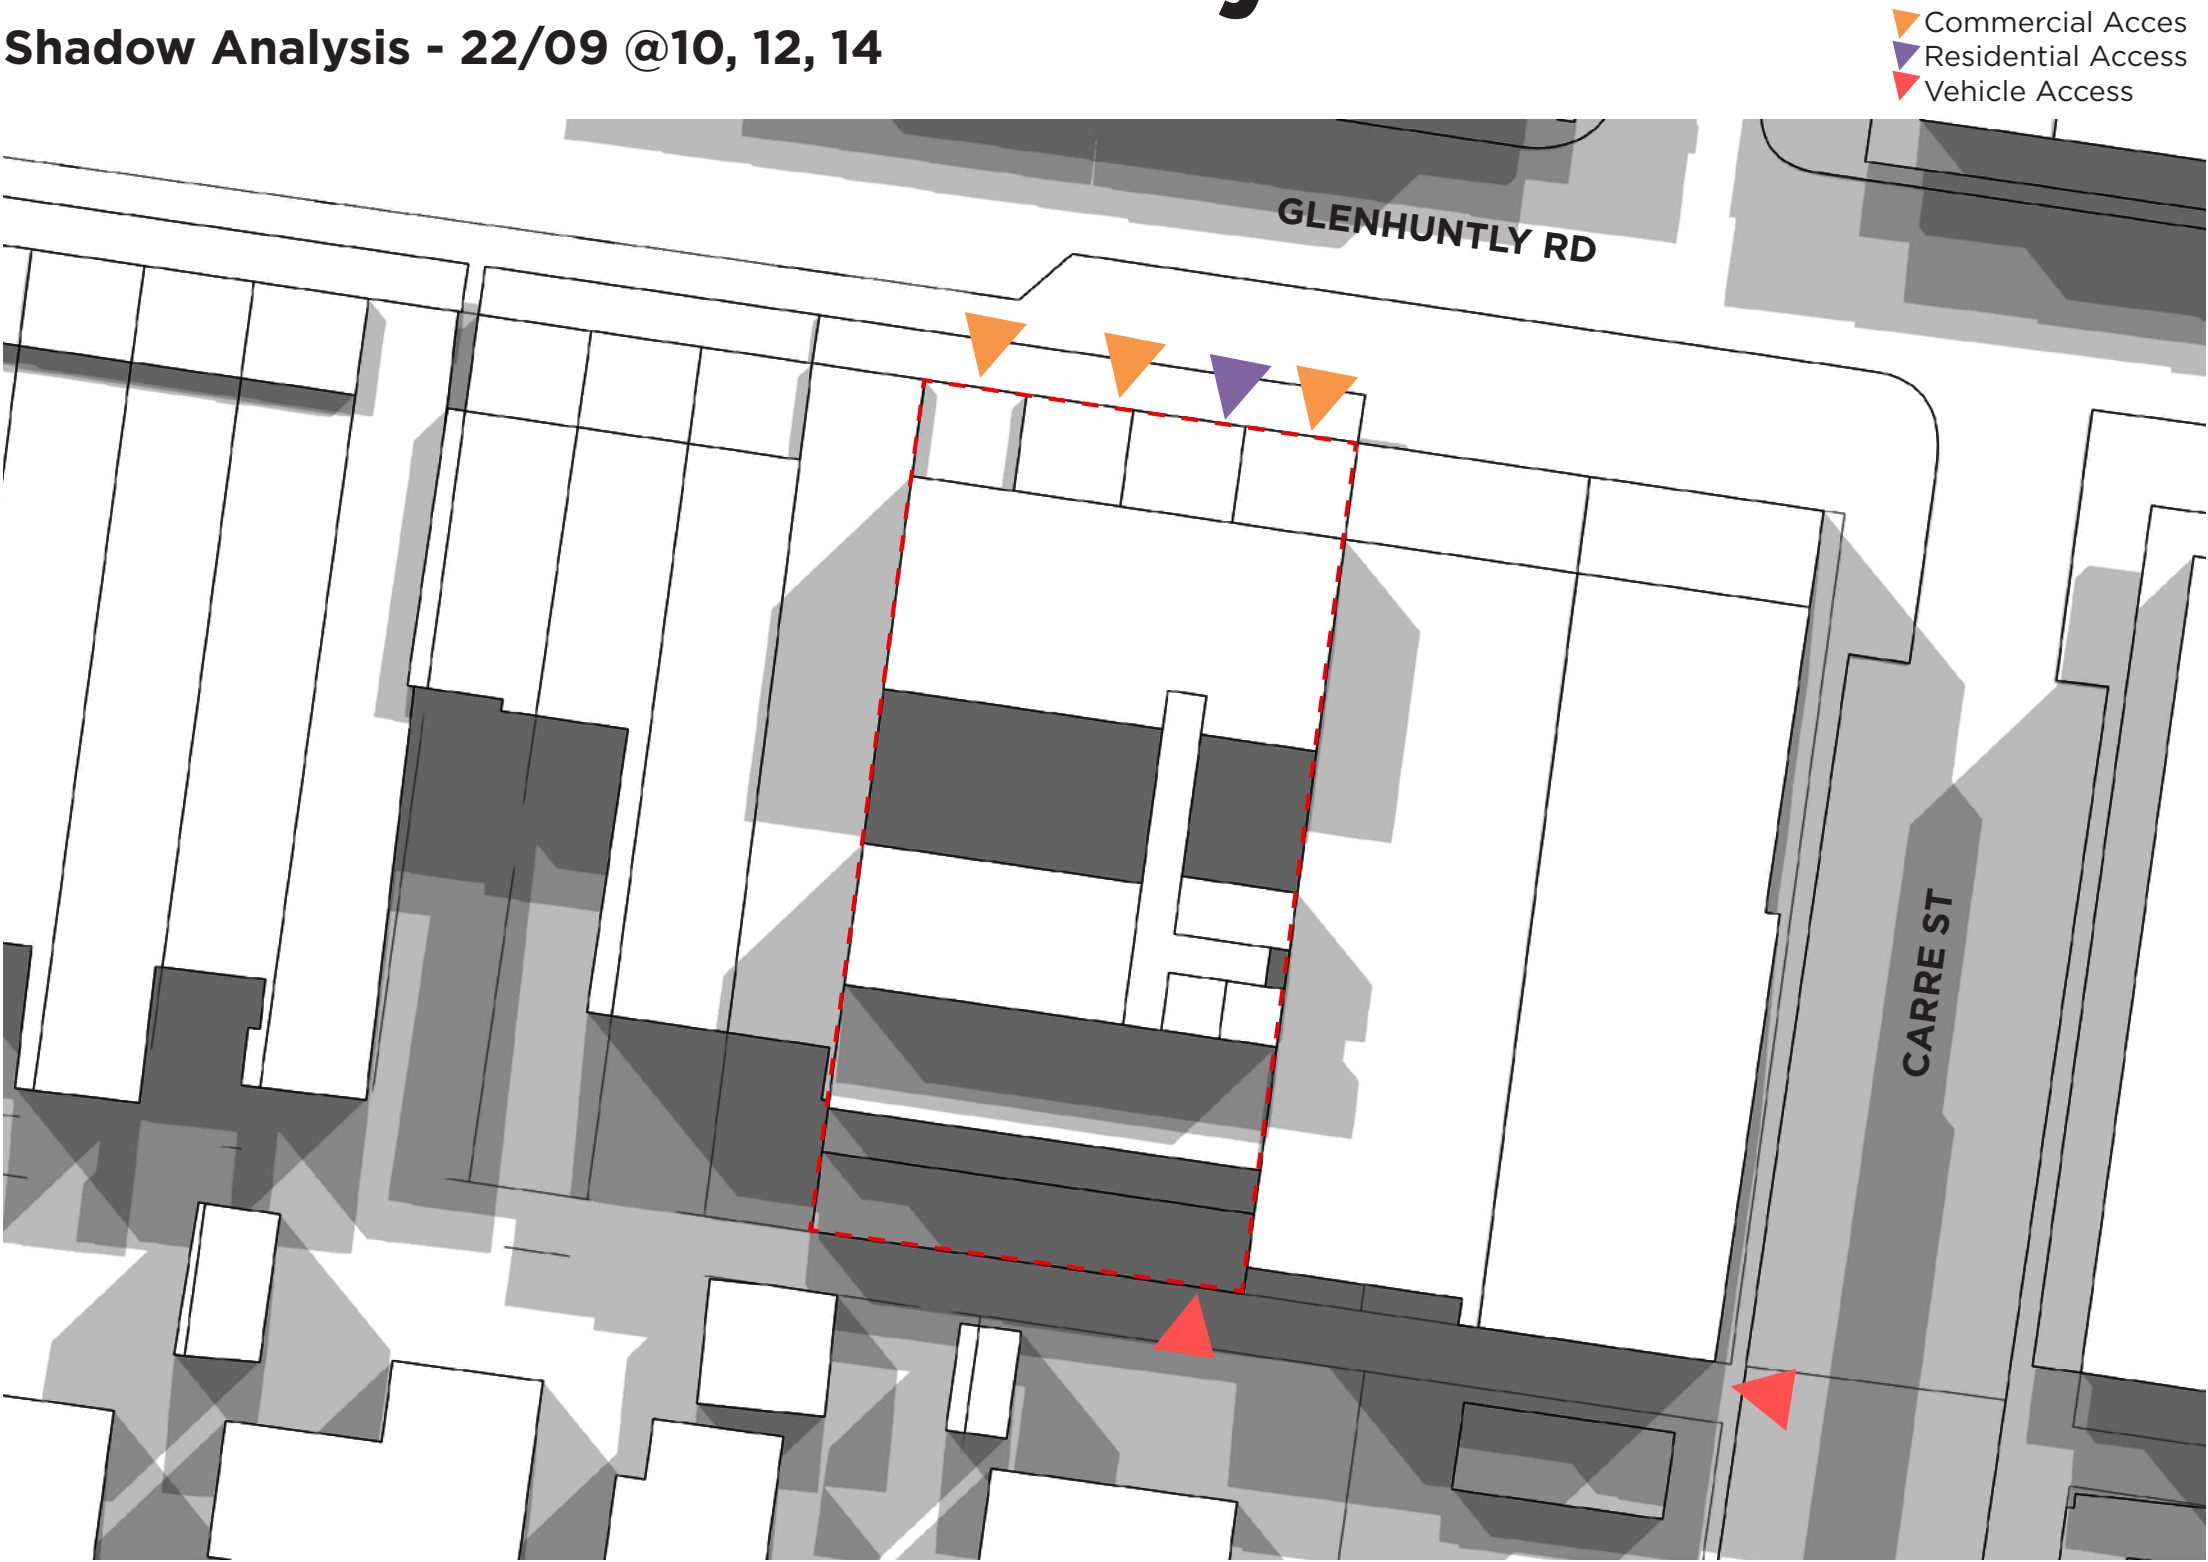 Shadow Analysis - 22/09 @10, 12, 14
Commercial Acces
Residential Access
Vehicle Access
GLENHUNTLY RD
CARRE ST